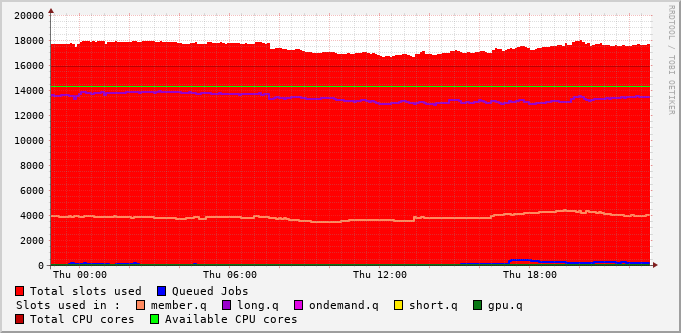 20000
18000
16000
14000
12000
10000
8000
6000
4000
2000
0
Thu 00:00 Thu 06:00 Thu 12:00 Thu 18:00
RRDTOOL / TOBI OETIKER
Total slots used Queued Jobs
Slots used in : member.q long.q ondemand.q short.q gpu.q
Total CPU cores Available CPU cores